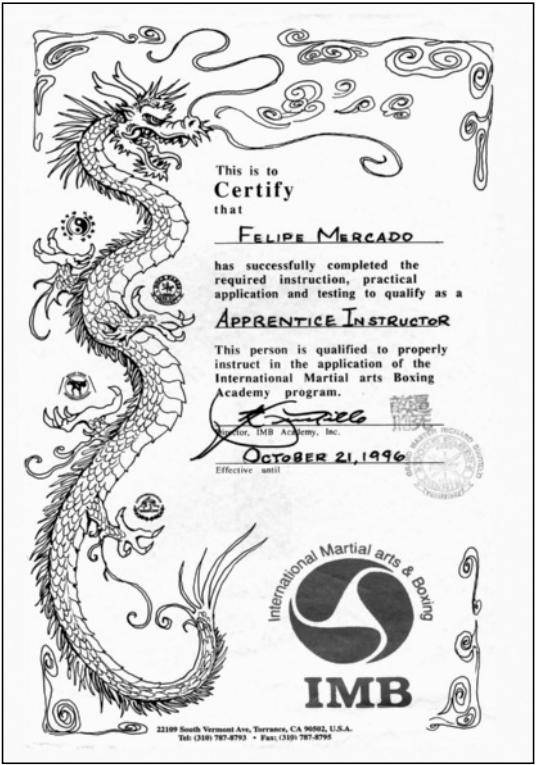 This is to
Certify
that
FELIPE MERCADO
has successfully completed the
required instruction, practical
application and testing to qualify as a
APPRENTICE INSTRUCTOR
This person is qualified to properly
instruct in the application of the
International Martial arts Boxing
Academy program.
Director, IMB Academy, Inc.
OCTOBER 21, 1996
Effective until
International Martial arts & Boxing
IMB
22109 South Vermont Ave, Torrance, CA 90502, U.S.A.
Tel: (310) 787-8793 • Fax: (310) 787-8795